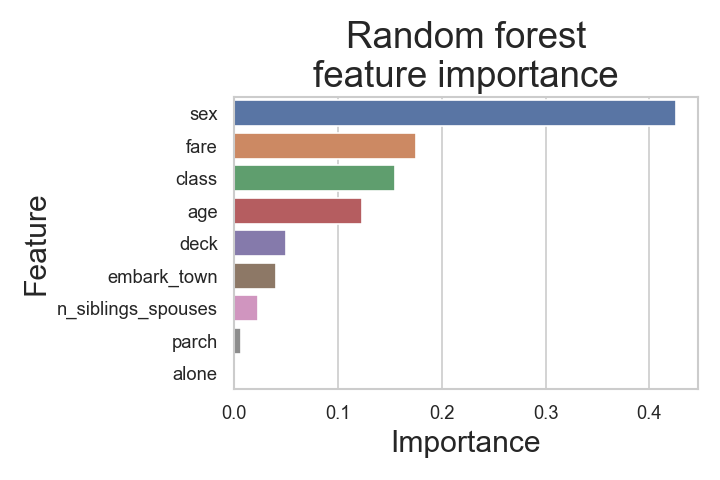 Random forest
feature importance
sex
fare
class
age
deck
embark_town
n_siblings_spouses
parch
alone
Feature
0.0 0.1 0.2 0.3 0.4
Importance